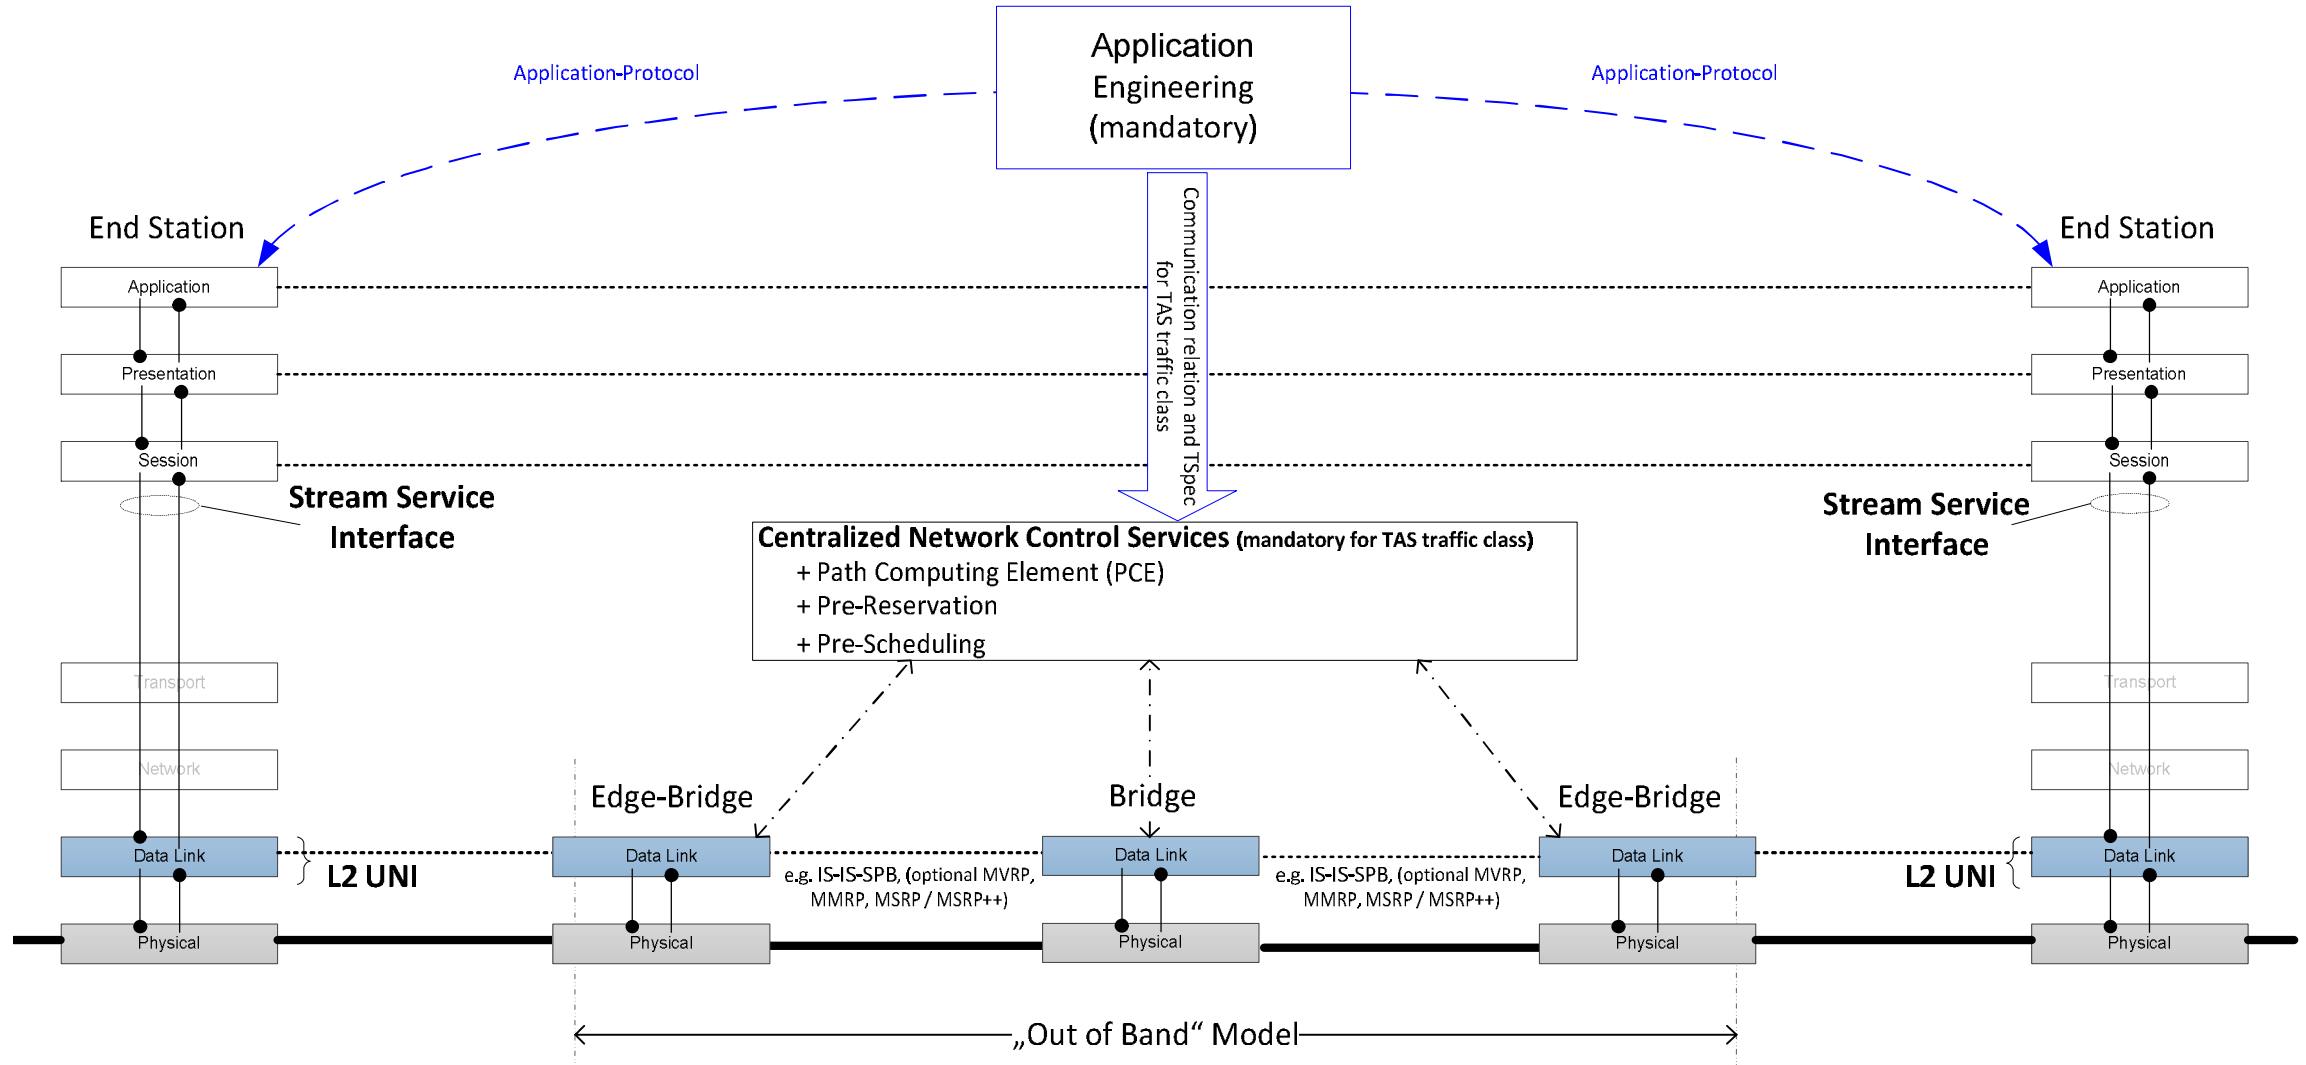 Application
Engineering
(mandatory)
Application-Protocol
Application-Protocol
Communication relation and TSpec
for TAS traffic class
End Station
End Station
Application
Application
Presentation
Presentation
Session
Session
Stream Service
Interface
Stream Service
Interface
Centralized Network Control Services (mandatory for TAS traffic class)
+ Path Computing Element (PCE)
+ Pre-Reservation
+ Pre-Scheduling
Transport
Transport
Network
Network
Edge-Bridge
Bridge
Edge-Bridge
Data Link
Data Link
Data Link
Data Link
Data Link
L2 UNI
e.g. IS-IS-SPB, (optional MVRP,
MMRP, MSRP / MSRP++)
e.g. IS-IS-SPB, (optional MVRP,
MMRP, MSRP / MSRP++)
L2 UNI
Physical
Physical
Physical
Physical
Physical
„Out of Band“ Model